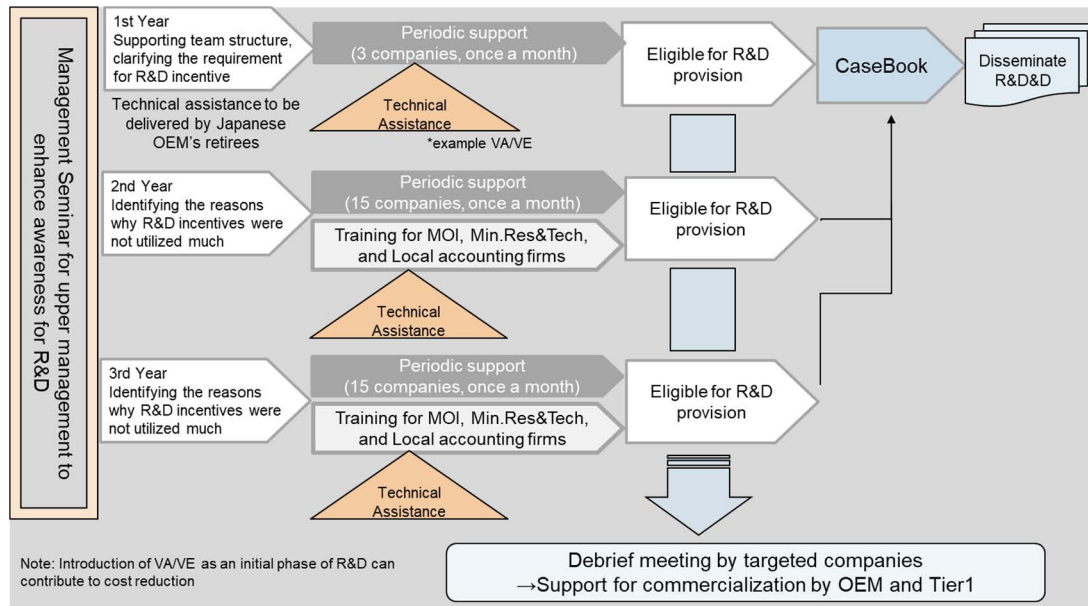 Management Seminar for upper management to
enhance awareness for R&D
1st Year
Supporting team structure,
clarifying the requirement
for R&D incentive
Technical assistance to be
delivered by Japanese
OEM's retirees
Periodic support
(3 companies, once a month)
Technical
Assistance
*example VA/VE
Eligible for R&D
provision
CaseBook
Disseminate
R&D&D
2nd Year
Identifying the reasons
why R&D incentives were
not utilized much
Periodic support
(15 companies, once a month)
Training for MOI, Min.Res&Tech,
and Local accounting firms
Technical
Assistance
Eligible for R&D
provision
3rd Year
Identifying the reasons
why R&D incentives were
not utilized much
Periodic support
(15 companies, once a month)
Training for MOI, Min.Res&Tech,
and Local accounting firms
Technical
Assistance
Eligible for R&D
provision
Note: Introduction of VA/VE as an initial phase of R&D can
contribute to cost reduction
Debrief meeting by targeted companies
→Support for commercialization by OEM and Tier1